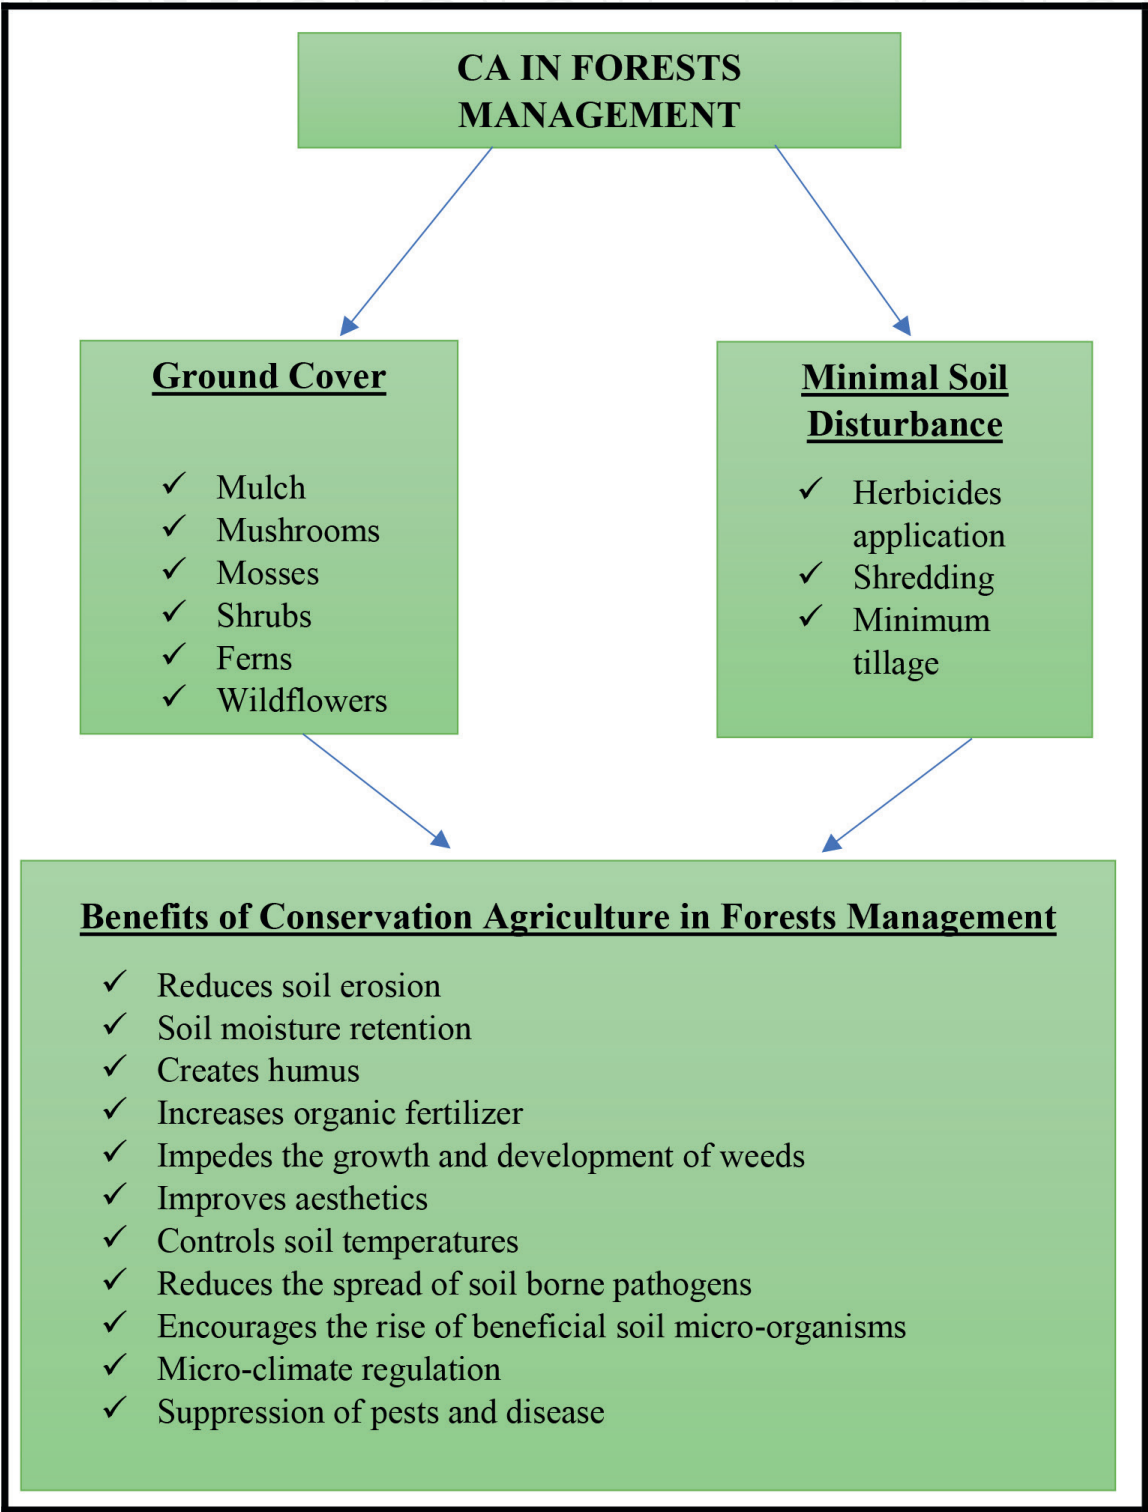 CA IN FORESTS
MANAGEMENT
Ground Cover
✓ Mulch
✓ Mushrooms
✓ Mosses
✓ Shrubs
✓ Ferns
✓ Wildflowers
Minimal Soil
Disturbance
✓ Herbicides
application
✓ Shredding
✓ Minimum
tillage
Benefits of Conservation Agriculture in Forests Management
✓ Reduces soil erosion
✓ Soil moisture retention
✓ Creates humus
✓ Increases organic fertilizer
✓ Impedes the growth and development of weeds
✓ Improves aesthetics
✓ Controls soil temperatures
✓ Reduces the spread of soil borne pathogens
✓ Encourages the rise of beneficial soil micro-organisms
✓ Micro-climate regulation
✓ Suppression of pests and disease